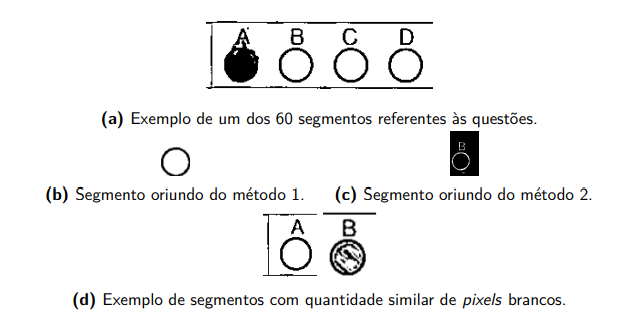 A B C D
(a) Exemplo de um dos 60 segmentos referentes às questões.
B
(b) Segmento oriundo do método 1. (c) Segmento oriundo do método 2.
A B
(d) Exemplo de segmentos com quantidade similar de pixels brancos.